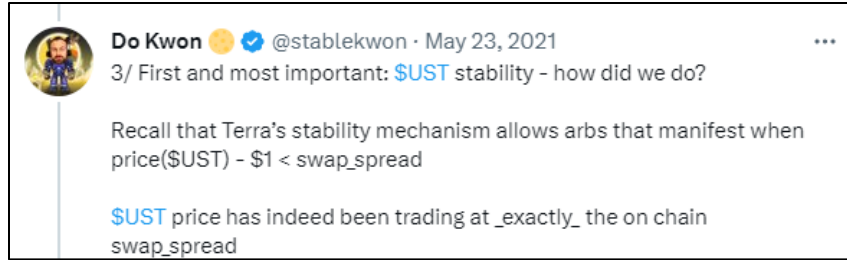 Do Kwon 🌕 @stablekwon · May 23, 2021 ...
3/ First and most important: $UST stability - how did we do?
Recall that Terra's stability mechanism allows arbs that manifest when
price($UST) - $1 < swap_spread
$UST price has indeed been trading at _exactly_ the on chain
swap_spread